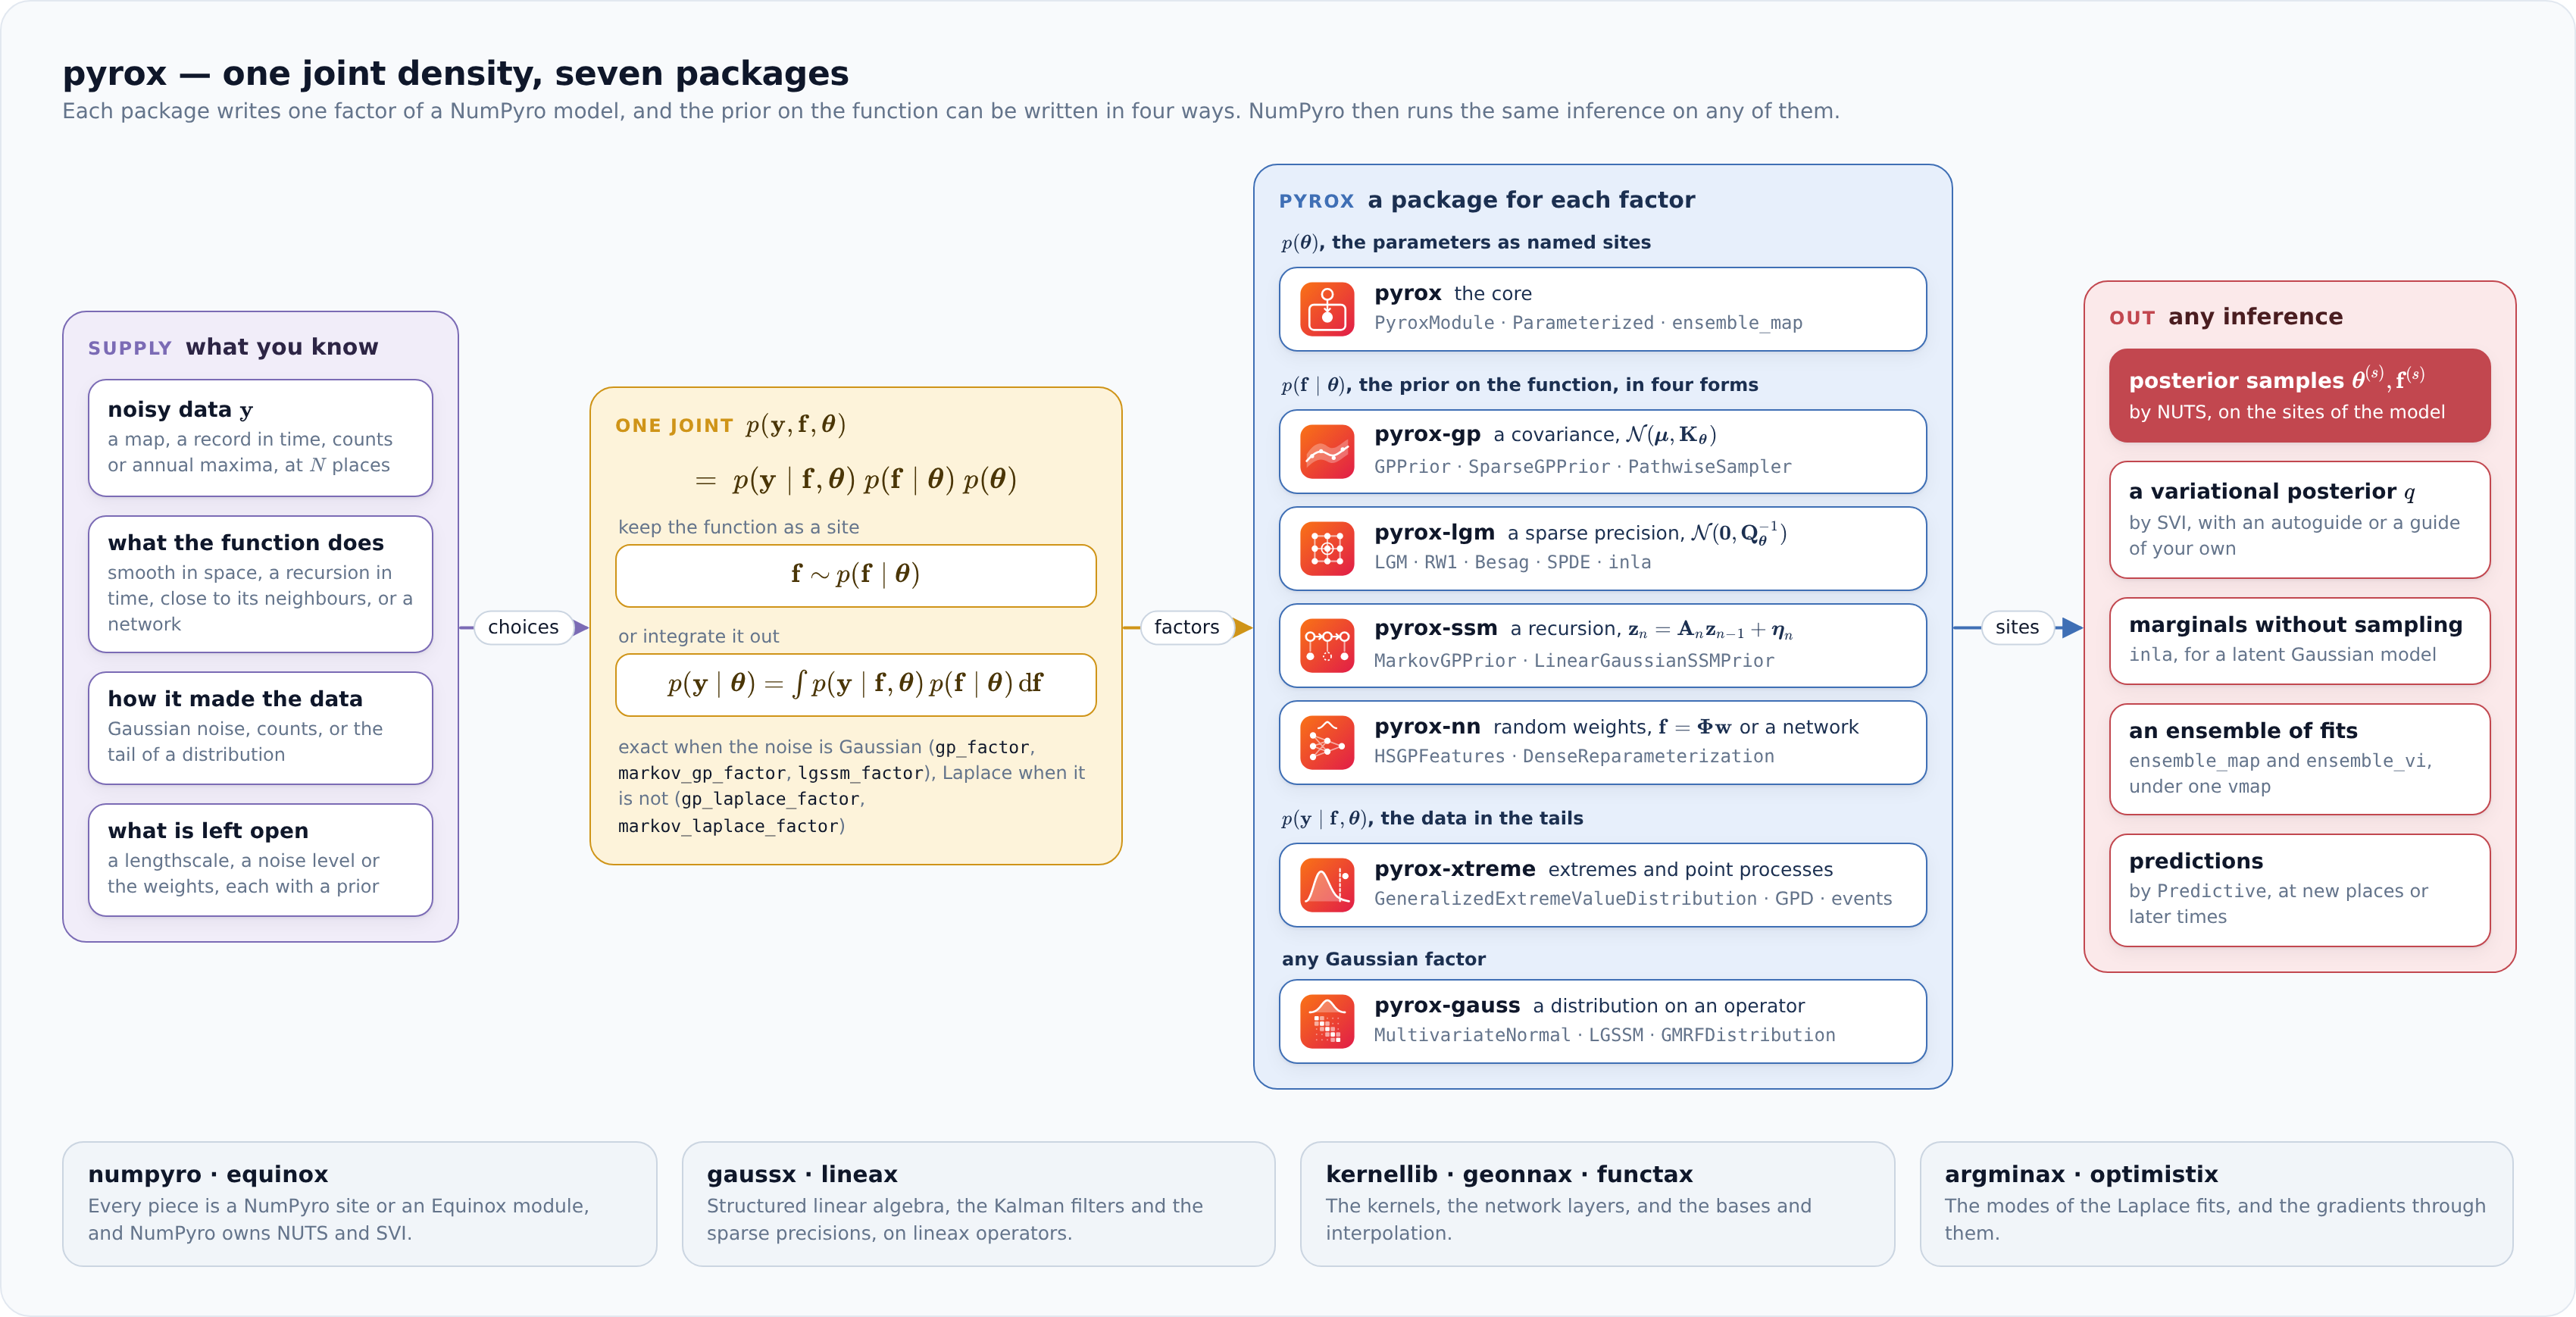 pyrox — one joint density, seven packages
Each package writes one factor of a NumPyro model, and the prior on the function can be written in four ways. NumPyro then runs the same inference on any of them.
SUPPLY what you know
noisy data y
a map, a record in time, counts
or annual maxima, at N places
what the function does
smooth in space, a recursion in
time, close to its neighbours, or a
network
how it made the data
Gaussian noise, counts, or the
tail of a distribution
what is left open
a lengthscale, a noise level or
the weights, each with a prior
choices
ONE JOINT p(y, f, θ)
= p(y | f, θ) p(f | θ) p(θ)
keep the function as a site
f ∼ p(f | θ)
or integrate it out
p(y | θ) = ∫ p(y | f, θ) p(f | θ) df
exact when the noise is Gaussian (gp_factor,
markov_gp_factor, lgssm_factor), Laplace when it
is not (gp_laplace_factor,
markov_laplace_factor)
factors
PYROX a package for each factor
p(θ), the parameters as named sites
pyrox the core
PyroxModule · Parameterized · ensemble_map
p(f | θ), the prior on the function, in four forms
pyrox-gp a covariance, 𝒩(μ, K_θ)
GPPrior · SparseGPPrior · PathwiseSampler
pyrox-lgm a sparse precision, 𝒩(0, Q_θ^{-1})
LGM · RW1 · Besag · SPDE · inla
pyrox-ssm a recursion, z_n = A_n z_{n-1} + η_n
MarkovGPPrior · LinearGaussianSSMPrior
pyrox-nn random weights, f = Φw or a network
HSGPFeatures · DenseReparameterization
p(y | f, θ), the data in the tails
pyrox-xtreme extremes and point processes
GeneralizedExtremeValueDistribution · GPD · events
any Gaussian factor
pyrox-gauss a distribution on an operator
MultivariateNormal · LGSSM · GMRFDistribution
sites
OUT any inference
posterior samples θ^(s), f^(s)
by NUTS, on the sites of the model
a variational posterior q
by SVI, with an autoguide or a guide
of your own
marginals without sampling
inla, for a latent Gaussian model
an ensemble of fits
ensemble_map and ensemble_vi,
under one vmap
predictions
by Predictive, at new places or
later times
numpyro · equinox
Every piece is a NumPyro site or an Equinox module,
and NumPyro owns NUTS and SVI.
gaussx · lineax
Structured linear algebra, the Kalman filters and the
sparse precisions, on lineax operators.
kernellib · geonnax · functax
The kernels, the network layers, and the bases and
interpolation.
argminax · optimistix
The modes of the Laplace fits, and the gradients through
them.